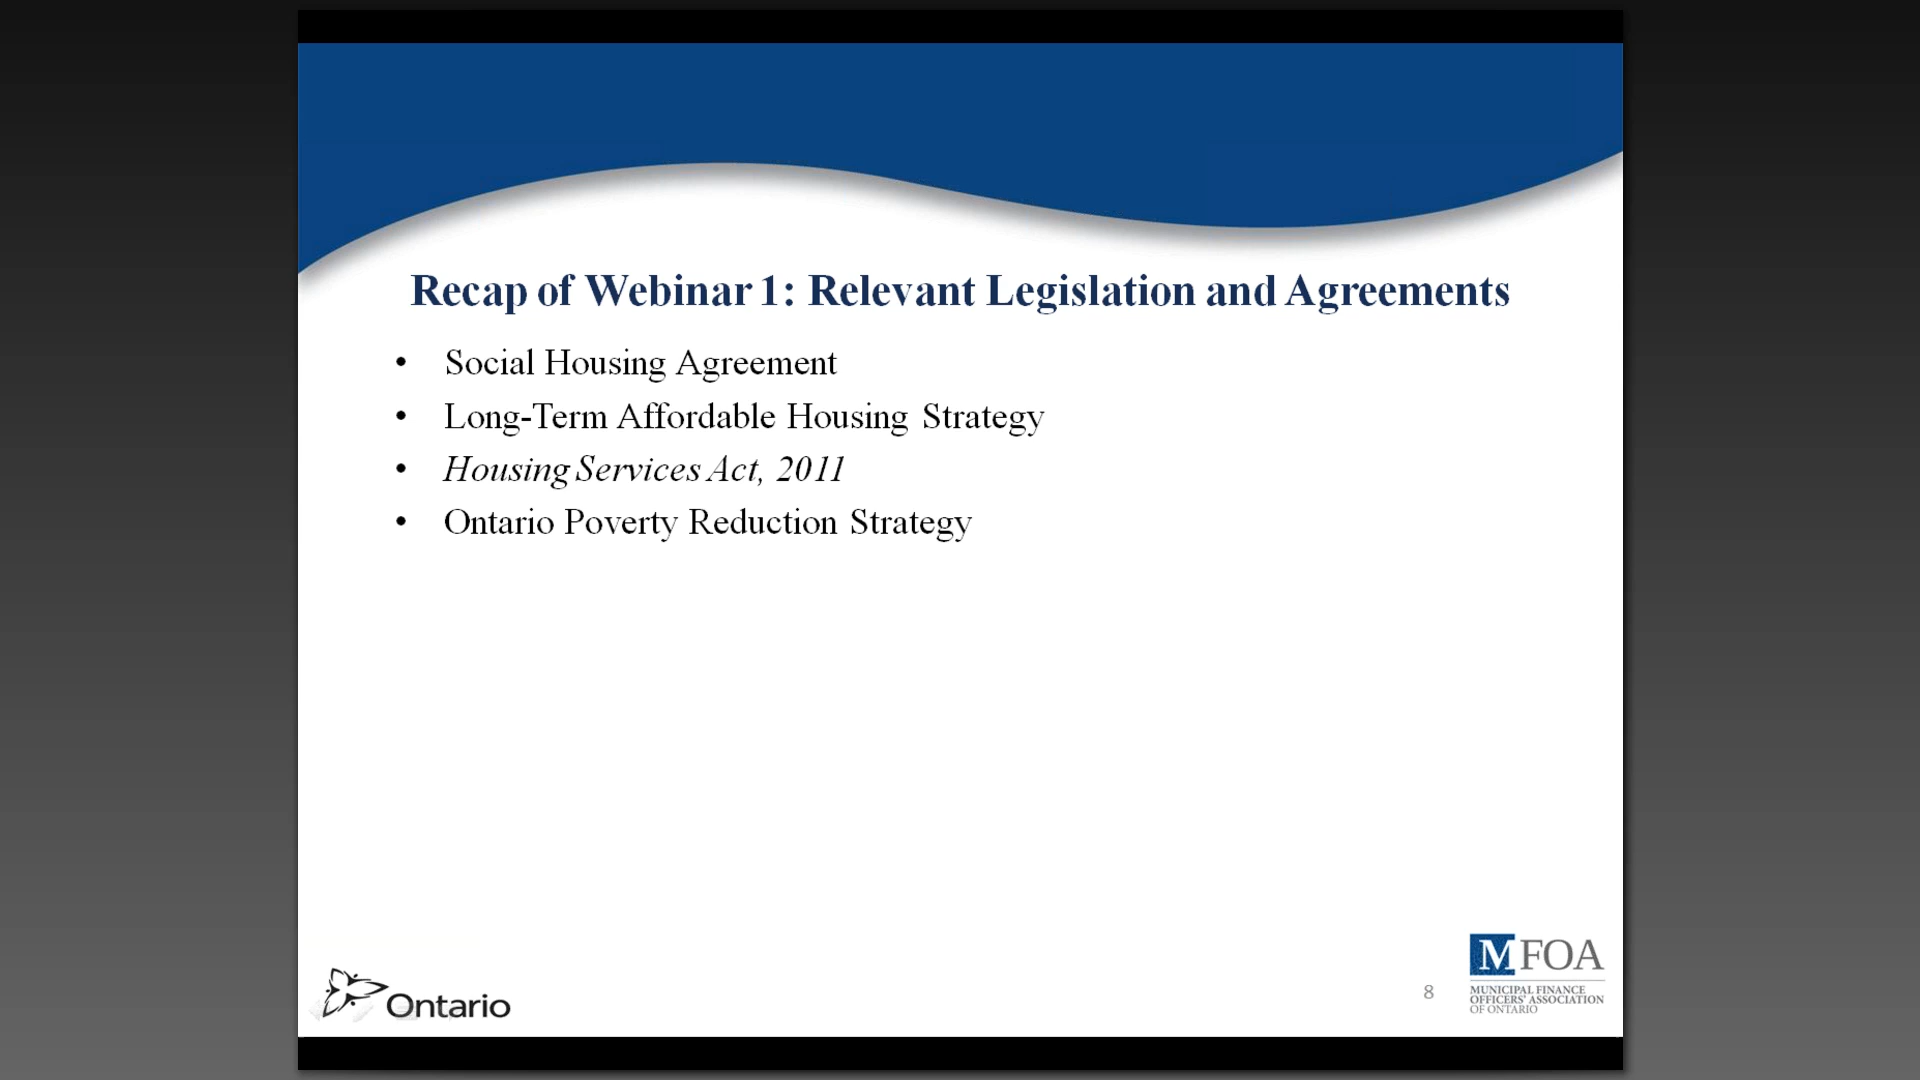 Recap of Webinar 1: Relevant Legislation and Agreements
• Social Housing Agreement
• Long-Term Affordable Housing Strategy
• Housing Services Act, 2011
• Ontario Poverty Reduction Strategy
Ontario
8
MFOA
MUNICIPAL FINANCE
OFFICERS' ASSOCIATION
OF ONTARIO